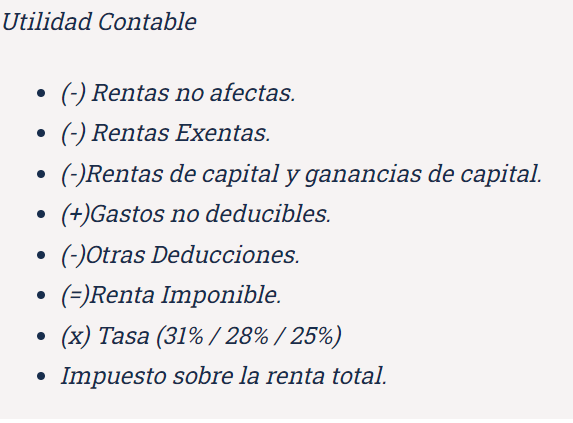 Utilidad Contable
• (-) Rentas no afectas.
• (-) Rentas Exentas.
• (-)Rentas de capital y ganancias de capital.
• (+)Gastos no deducibles.
• (-)Otras Deducciones.
• (=)Renta Imponible.
• (x) Tasa (31% / 28% / 25%)
• Impuesto sobre la renta total.